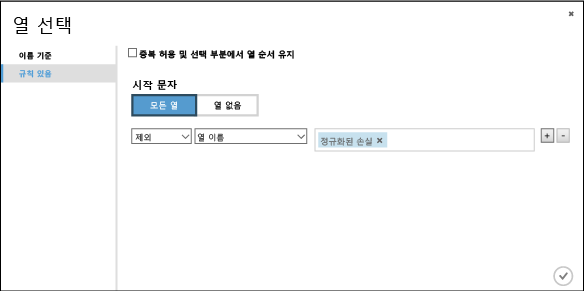 열 선택
이름 기준
규칙 있음
중복 허용 및 선택 부분에서 열 순서 유지
시작 문자
모든 열 열 없음
제외 열 이름 정규화된 손실 × + -